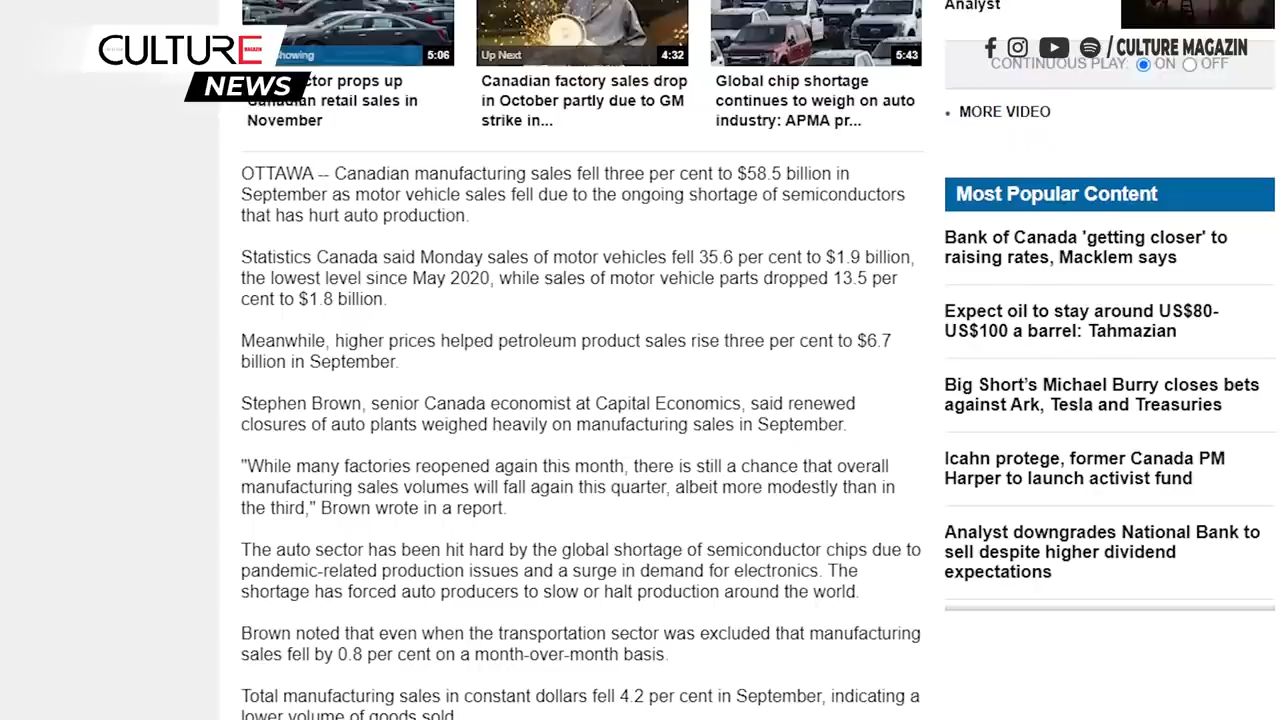 CULTURE
MAGAZIN
NEWS
howing
5:06
Up Next
4:32
5:43
ctor props up
Canadian retail sales in
November
Canadian factory sales drop
in October partly due to GM
strike in...
Global chip shortage
continues to weigh on auto
industry: APMA pr...
OTTAWA -- Canadian manufacturing sales fell three per cent to $58.5 billion in
September as motor vehicle sales fell due to the ongoing shortage of semiconductors
that has hurt auto production.
Statistics Canada said Monday sales of motor vehicles fell 35.6 per cent to $1.9 billion,
the lowest level since May 2020, while sales of motor vehicle parts dropped 13.5 per
cent to $1.8 billion.
Meanwhile, higher prices helped petroleum product sales rise three per cent to $6.7
billion in September.
Stephen Brown, senior Canada economist at Capital Economics, said renewed
closures of auto plants weighed heavily on manufacturing sales in September.
"While many factories reopened again this month, there is still a chance that overall
manufacturing sales volumes will fall again this quarter, albeit more modestly than in
the third," Brown wrote in a report.
The auto sector has been hit hard by the global shortage of semiconductor chips due to
pandemic-related production issues and a surge in demand for electronics. The
shortage has forced auto producers to slow or halt production around the world.
Brown noted that even when the transportation sector was excluded that manufacturing
sales fell by 0.8 per cent on a month-over-month basis.
Total manufacturing sales in constant dollars fell 4.2 per cent in September, indicating a
lower volume of goods sold.
Analyst
/ CULTURE MAGAZIN
CONTINUOUS PLAY: ON OFF
MORE VIDEO
Most Popular Content
Bank of Canada 'getting closer' to
raising rates, Macklem says
Expect oil to stay around US$80-
US$100 a barrel: Tahmazian
Big Short’s Michael Burry closes bets
against Ark, Tesla and Treasuries
Icahn protege, former Canada PM
Harper to launch activist fund
Analyst downgrades National Bank to
sell despite higher dividend
expectations